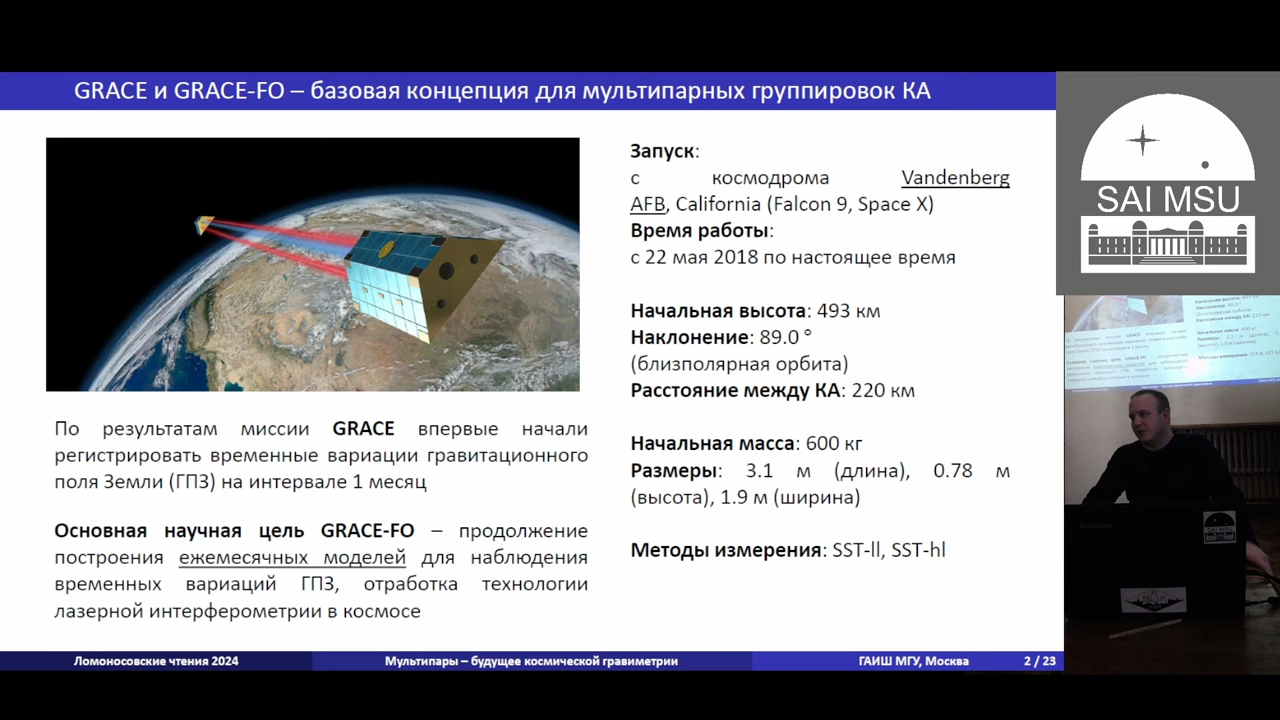 GRACE и GRACE-FO – базовая концепция для мультипарных группировок КА
По результатам миссии GRACE впервые начали
регистрировать временные вариации гравитационного
поля Земли (ГПЗ) на интервале 1 месяц
Основная научная цель GRACE-FO – продолжение
построения ежемесячных моделей для наблюдения
временных вариаций ГПЗ, отработка технологии
лазерной интерферометрии в космосе
Запуск:
с космодрома Vandenberg
AFB, California (Falcon 9, Space X)
Время работы:
с 22 мая 2018 по настоящее время
Начальная высота: 493 км
Наклонение: 89.0 °
(близполярная орбита)
Расстояние между КА: 220 км
Начальная масса: 600 кг
Размеры: 3.1 м (длина), 0.78 м
(высота), 1.9 м (ширина)
Методы измерения: SST-ll, SST-hl
Ломоносовские чтения 2024
Мультипары – будущее космической гравиметрии
ГАИШ МГУ, Москва
2 / 23
SAI MSU